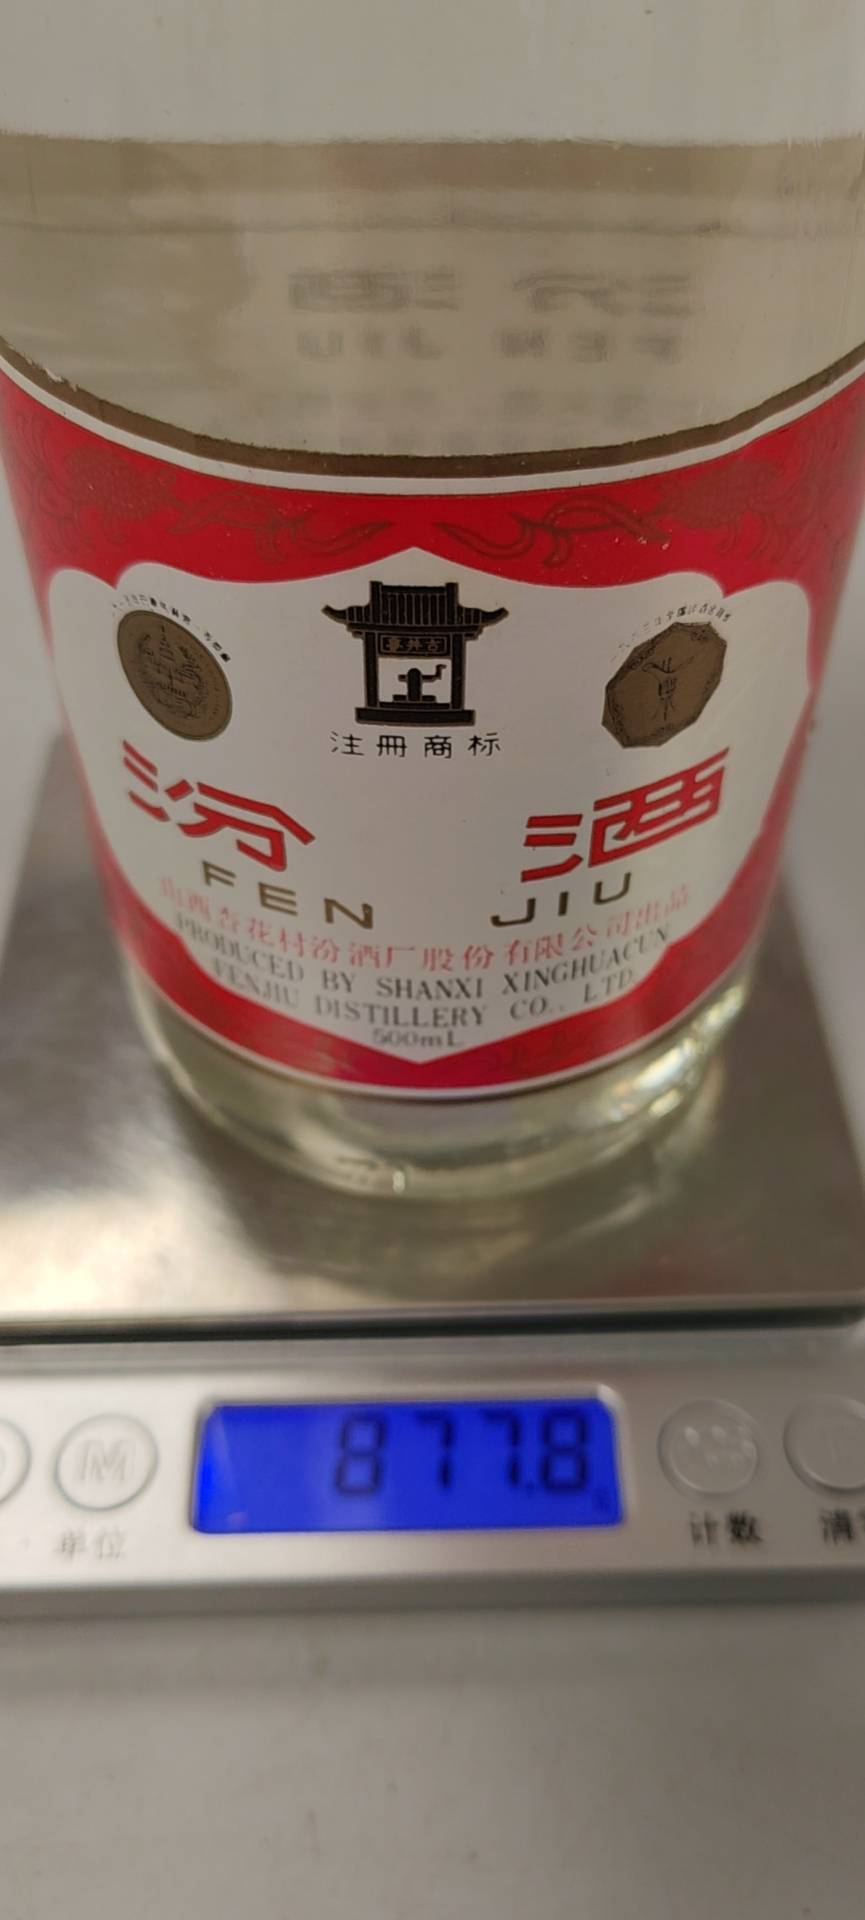 古井亭
注册商标
汾酒
FEN JIU
山西杏花村汾酒厂股份有限公司出品
PRODUCED BY SHANXI XINGHUACUN
FENJIU DISTILLERY CO., LTD.
500mL
877.8
M
单位
计数
清